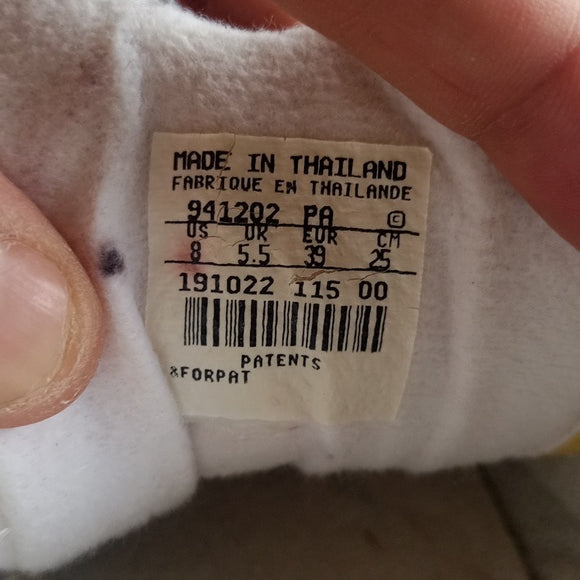 MADE IN THAILAND
FABRIQUE EN THAILANDE
941202 PA ©
US UK EUR CM
8 5.5 39 25
191022 115 00
PATENTS
&FORPAT